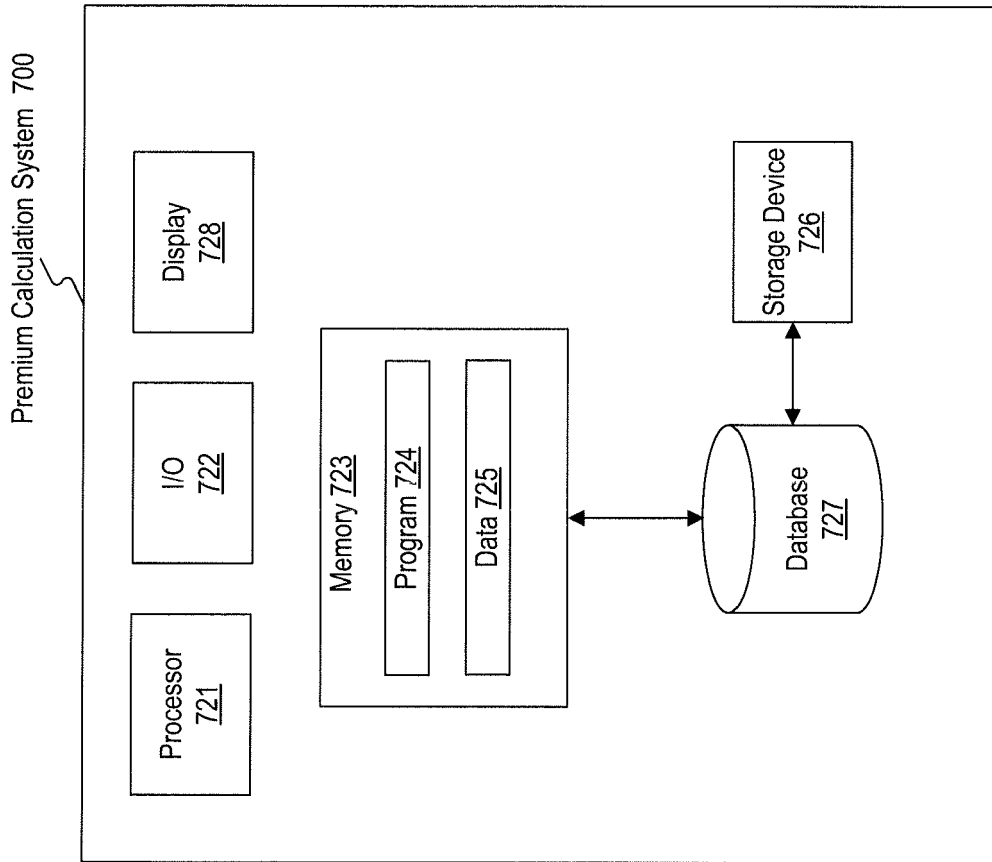 Premium Calculation System 700
Processor
721
I/O
722
Display
728
Memory 723
Program 724
Data 725
Database
727
Storage Device
726